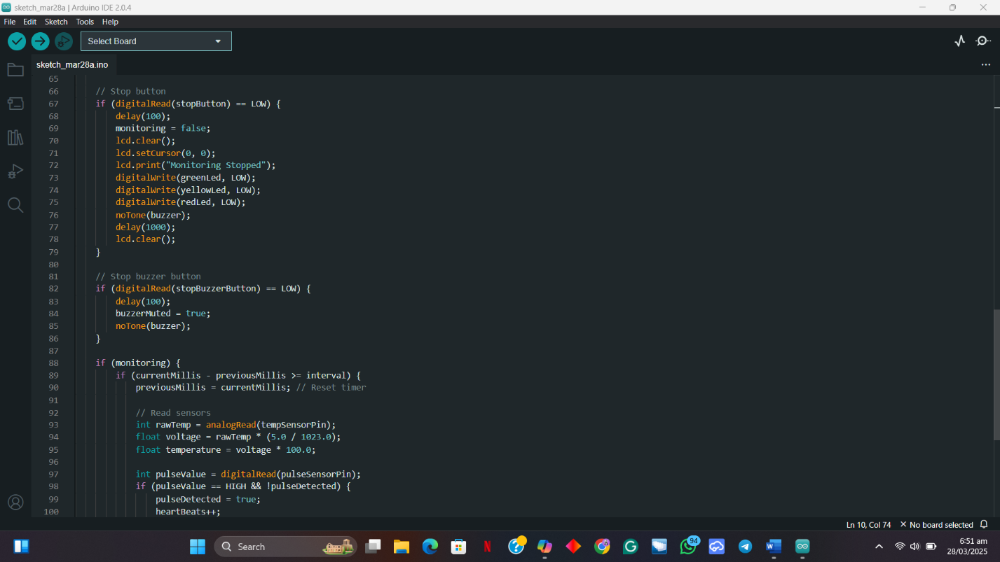 sketch_mar28a | Arduino IDE 2.0.4
File Edit Sketch Tools Help
Select Board
sketch_mar28a.ino
65
66 // Stop button
67 if (digitalRead(stopButton) == LOW) {
68 delay(100);
69 monitoring = false;
70 lcd.clear();
71 lcd.setCursor(0, 0);
72 lcd.print("Monitoring Stopped");
73 digitalWrite(greenLed, LOW);
74 digitalWrite(yellowLed, LOW);
75 digitalWrite(redLed, LOW);
76 noTone(buzzer);
77 delay(1000);
78 lcd.clear();
79 }
80
81 // Stop buzzer button
82 if (digitalRead(stopBuzzerButton) == LOW) {
83 delay(100);
84 buzzerMuted = true;
85 noTone(buzzer);
86 }
87
88 if (monitoring) {
89 if (currentMillis - previousMillis >= interval) {
90 previousMillis = currentMillis; // Reset timer
91
92 // Read sensors
93 int rawTemp = analogRead(tempSensorPin);
94 float voltage = rawTemp * (5.0 / 1023.0);
95 float temperature = voltage * 100.0;
96
97 int pulseValue = digitalRead(pulseSensorPin);
98 if (pulseValue == HIGH && !pulseDetected) {
99 pulseDetected = true;
100 heartBeats++;
Ln 10, Col 74 × No board selected
Search
94
6:51 am
28/03/2025